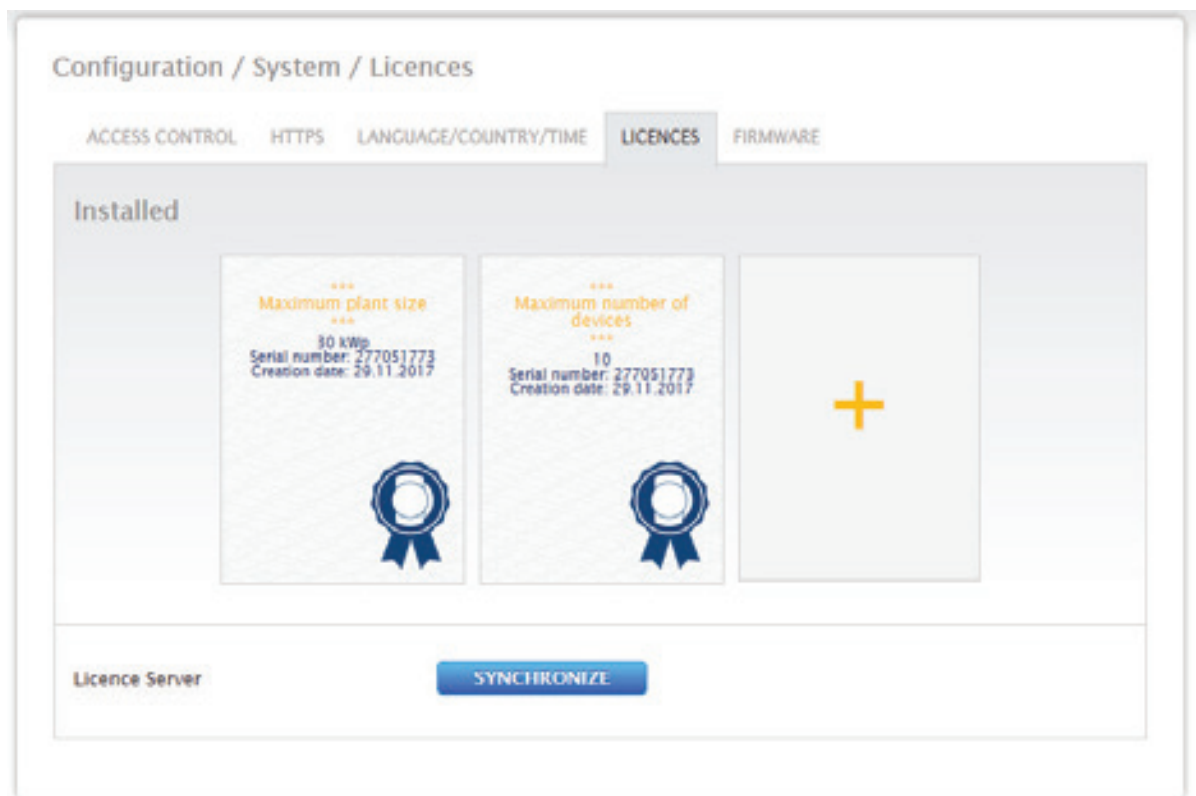 Configuration / System / Licences
ACCESS CONTROL HTTPS LANGUAGE/COUNTRY/TIME LICENCES FIRMWARE
Installed
***
Maximum plant size
***
30 kWp
Serial number: 277051773
Creation date: 29.11.2017
***
Maximum number of
devices
***
10
Serial number: 277051773
Creation date: 29.11.2017
+
Licence Server
SYNCHRONIZE